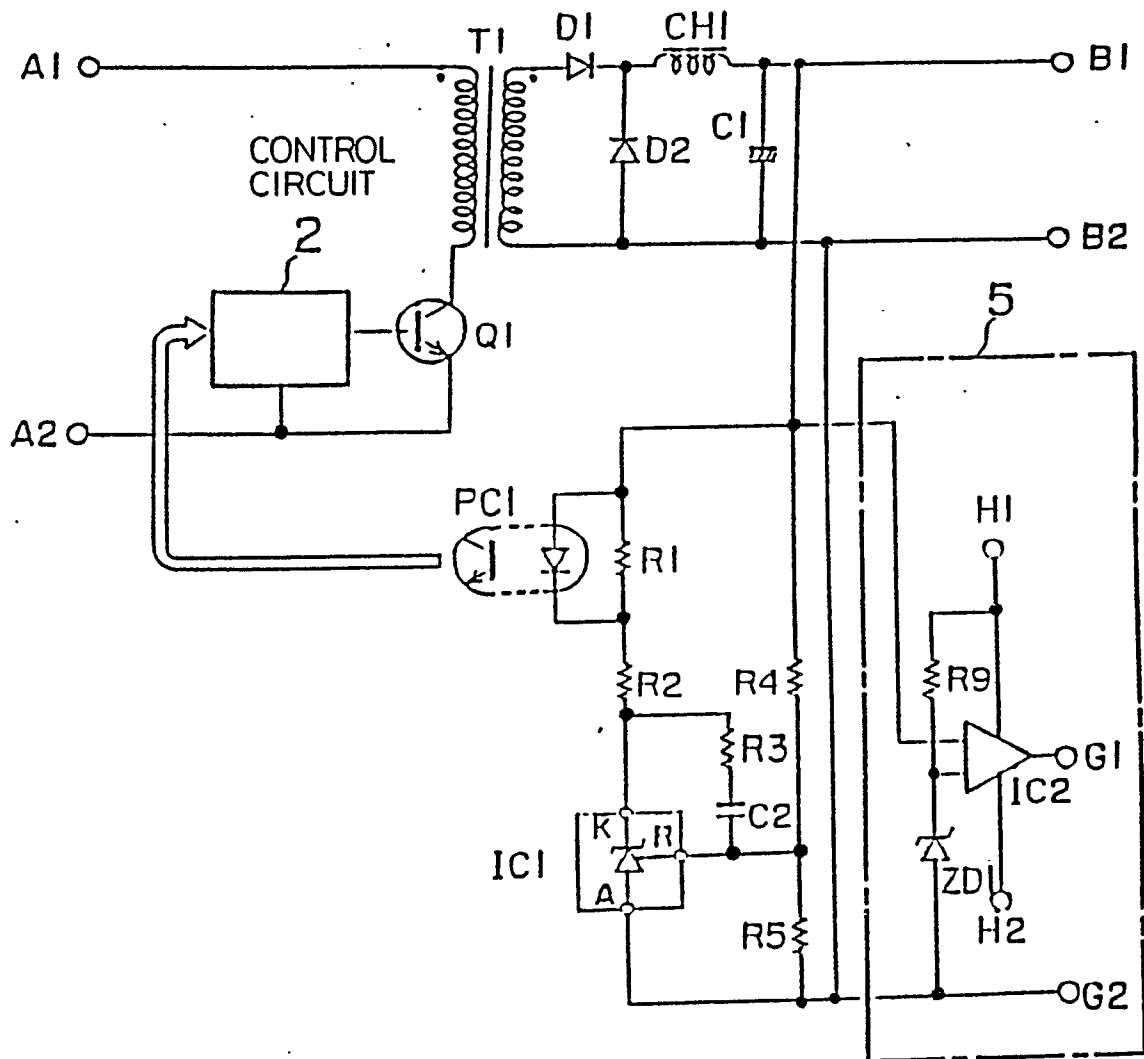 A1
T1
D1
CH1
B1
C1
D2
CONTROL
CIRCUIT
2
B2
Q1
5
A2
PC1
R1
H1
R2
R4
R9
R3
G1
IC2
C2
K
R
IC1
A
ZD1
R5
H2
G2